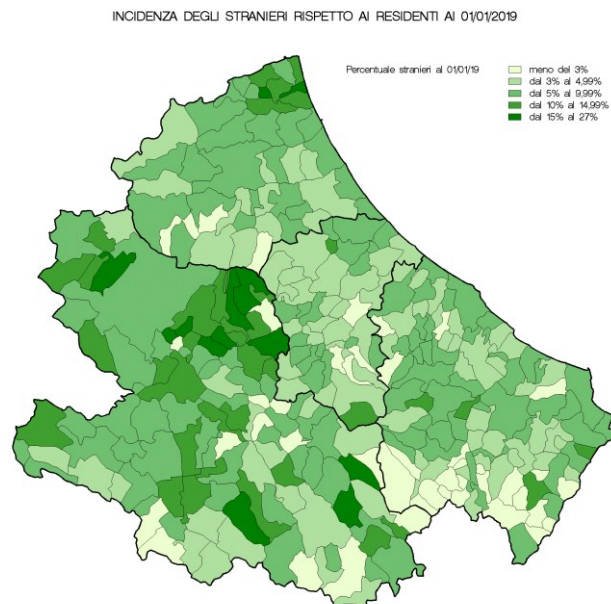 INCIDENZA DEGLI STRANIERI RISPETTO AI RESIDENTI Al 01/01/2019
Percentuale stranieri al 01/01/19
meno del 3%
dal 3% al 4,99%
dal 5% al 9,99%
dal 10% al 14,99%
dal 15% al 27%